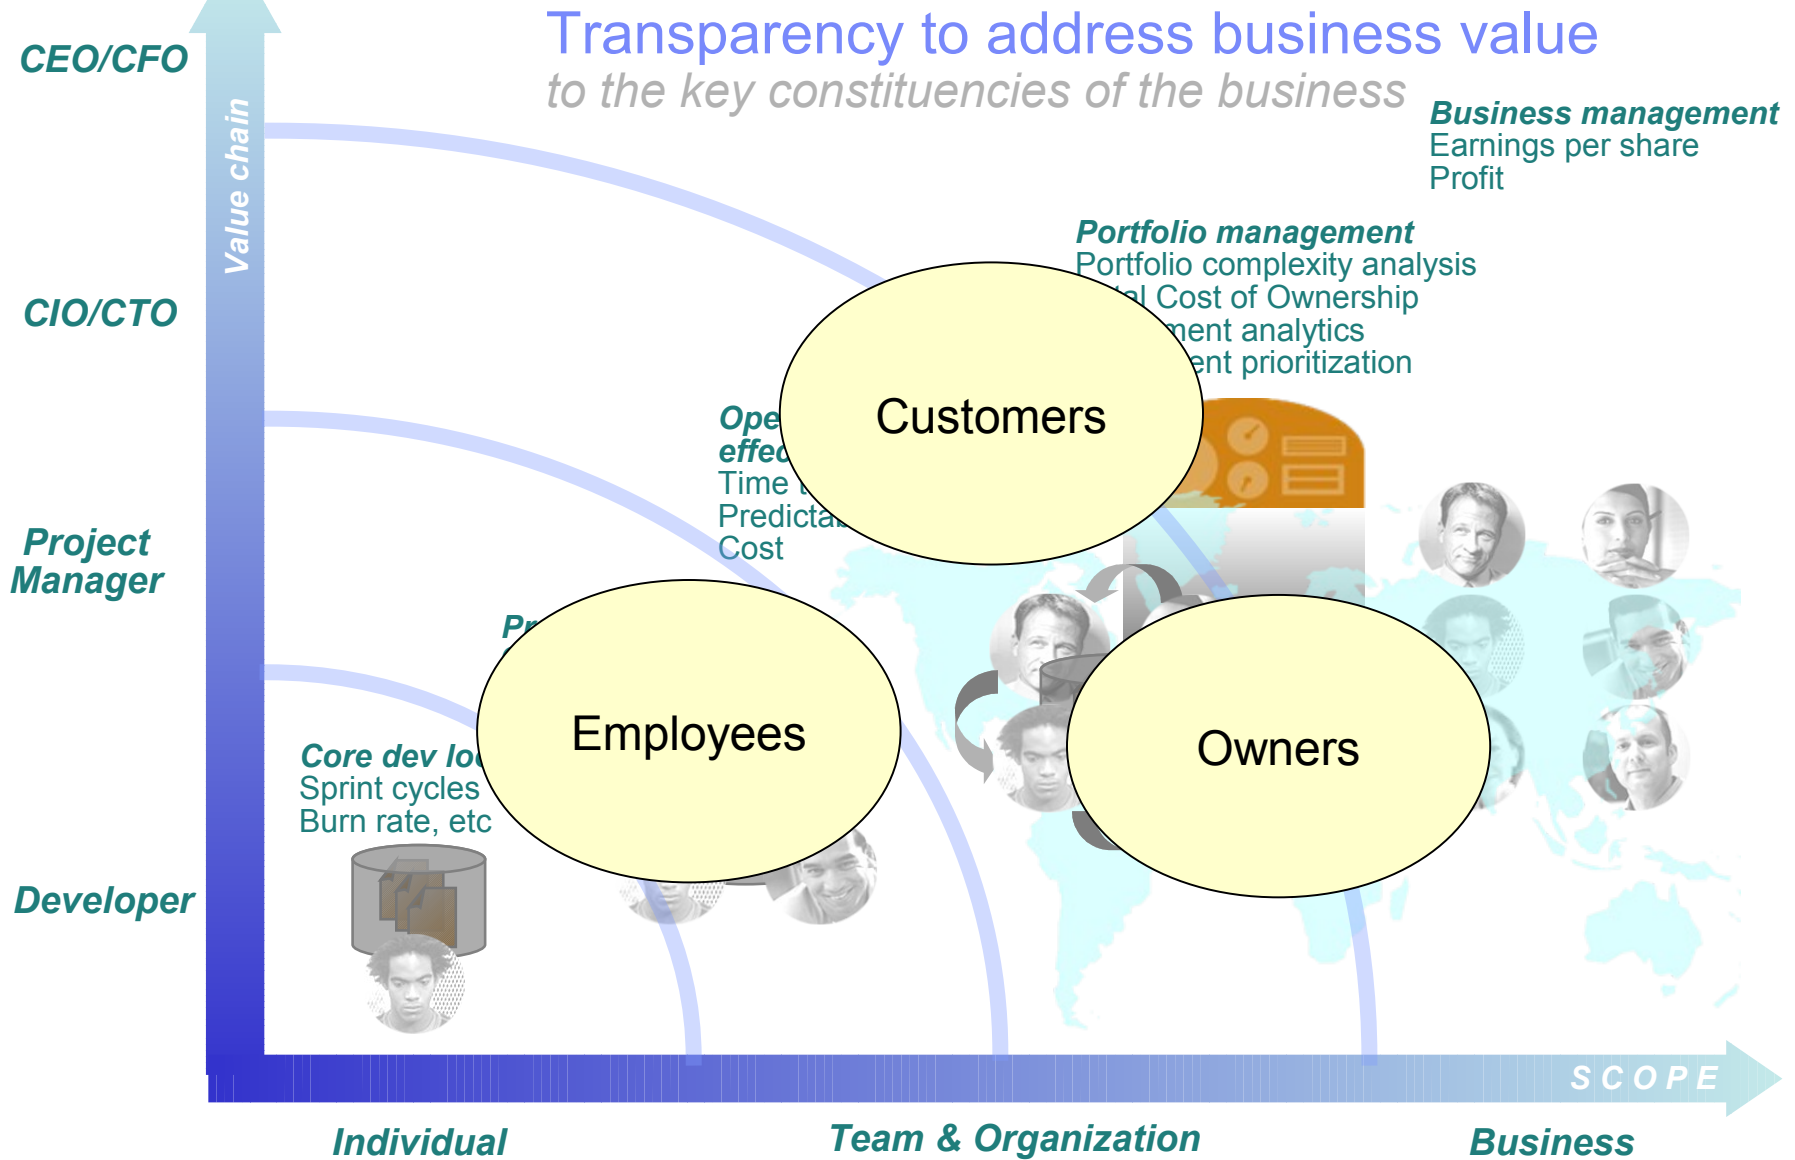 Transparency to address business value
to the key constituencies of the business
CEO/CFO
Value chain
Business management
Earnings per share
Profit
Portfolio management
Portfolio complexity analysis
Cost of Ownership
analytics
prioritization
CIO/CTO
Customers
Time
Cost
Project
Manager
Employees
Owners
Core dev
Sprint cycles
Burn rate, etc
Developer
SCOPE
Individual
Team & Organization
Business